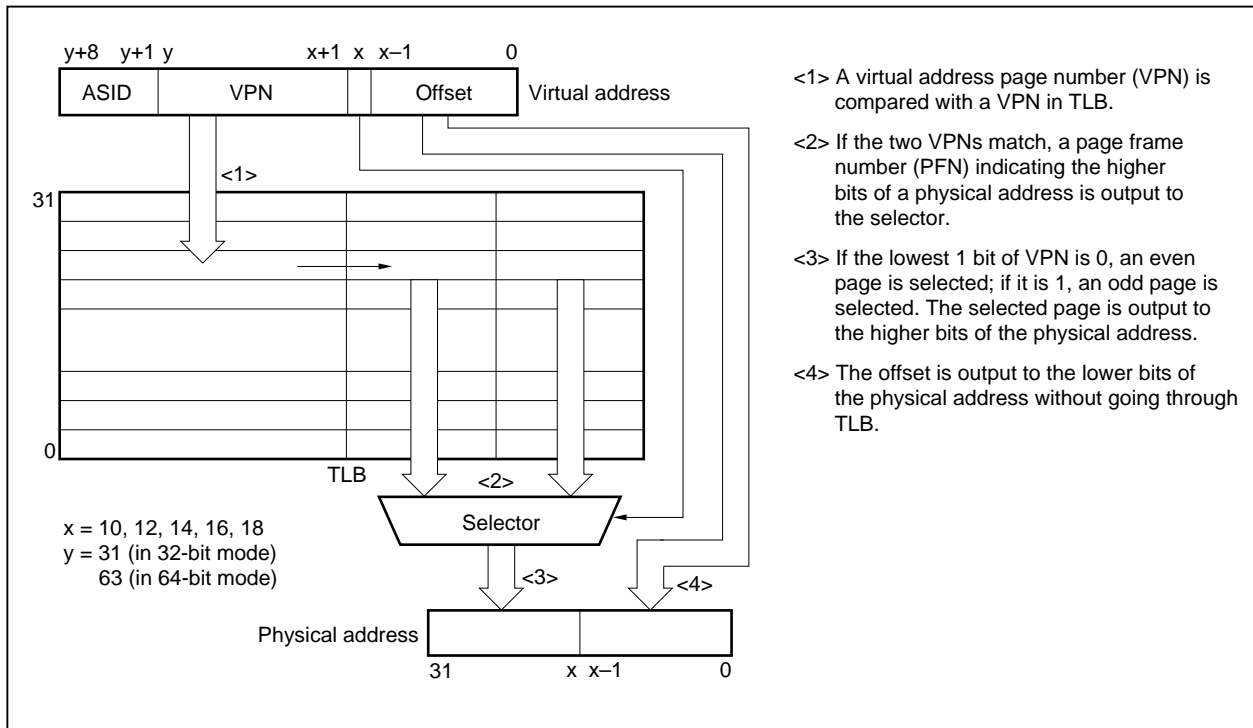 y+8 y+1 y x+1 x x–1 0
ASID VPN Offset Virtual address
<1>
31
0
TLB
<2>
Selector
x = 10, 12, 14, 16, 18
y = 31 (in 32-bit mode)
63 (in 64-bit mode)
<3>
<4>
Physical address
31 x x–1 0
<1> A virtual address page number (VPN) is
compared with a VPN in TLB.
<2> If the two VPNs match, a page frame
number (PFN) indicating the higher
bits of a physical address is output to
the selector.
<3> If the lowest 1 bit of VPN is 0, an even
page is selected; if it is 1, an odd page is
selected. The selected page is output to
the higher bits of the physical address.
<4> The offset is output to the lower bits of
the physical address without going through
TLB.